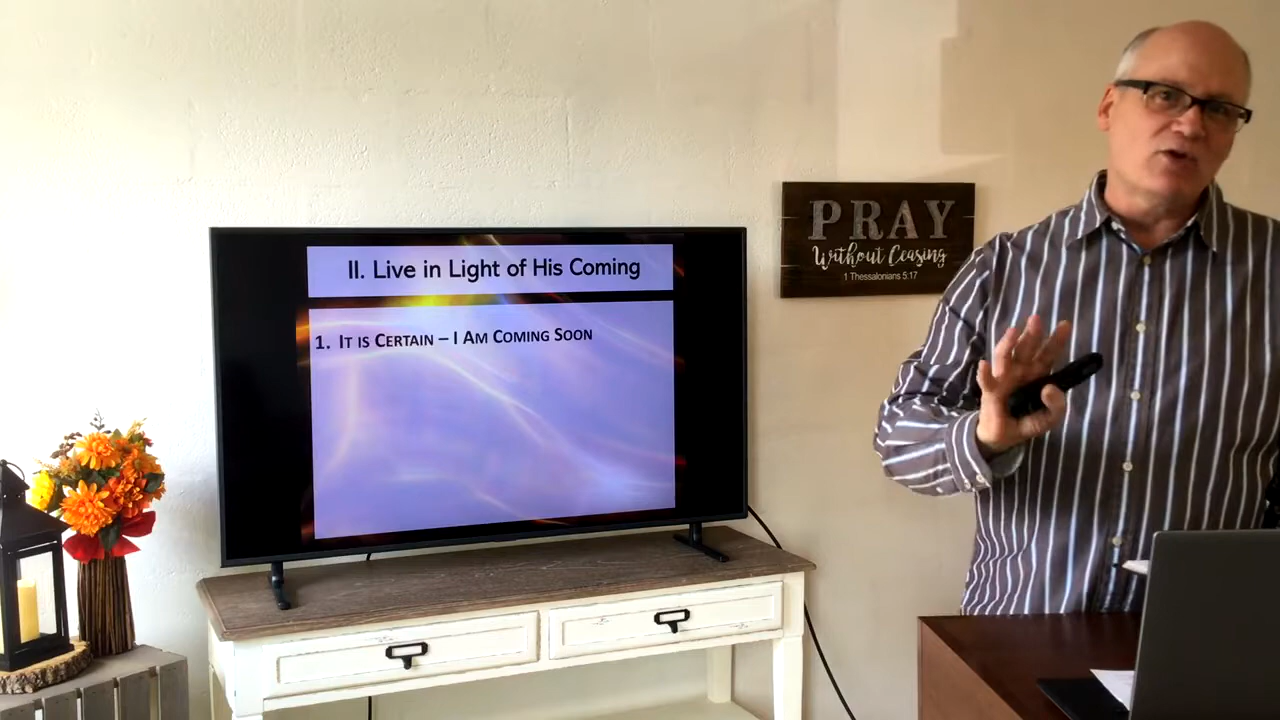 II. Live in Light of His Coming
1. It is Certain – I Am Coming Soon
PRAY
Without Ceasing
1 Thessalonians 5:17